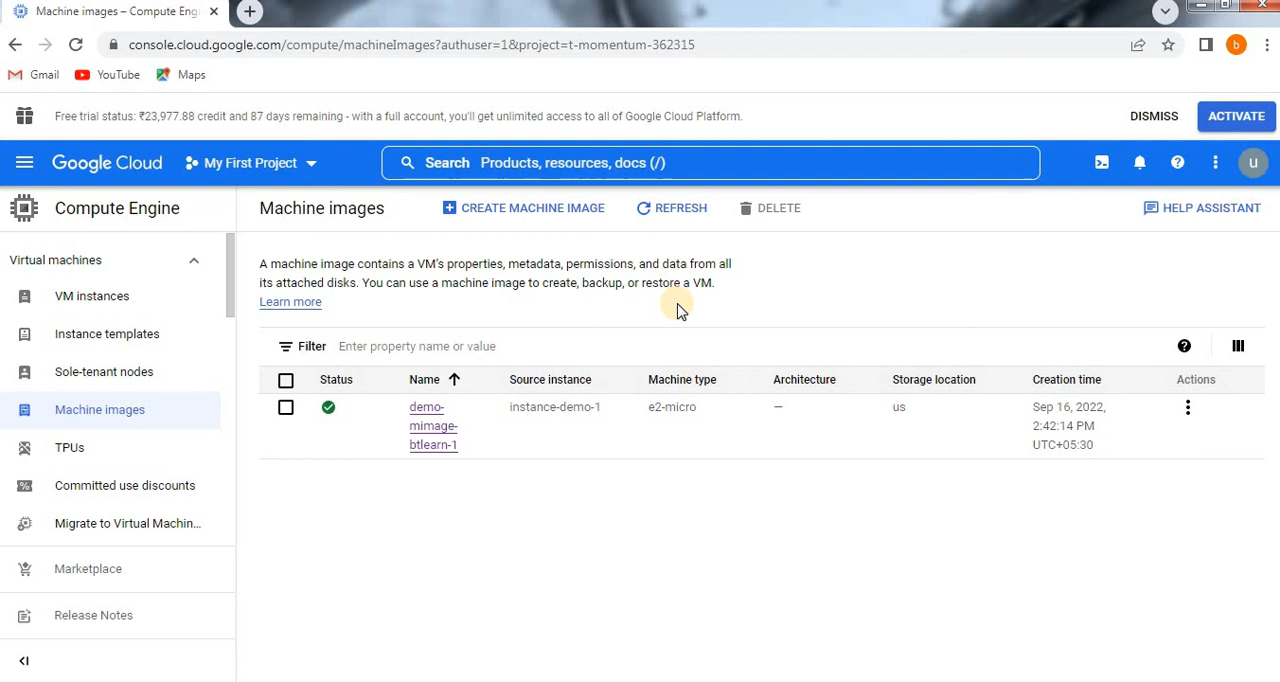 Machine images – Compute Eng
console.cloud.google.com/compute/machineImages?authuser=1&project=t-momentum-362315
b
Gmail YouTube Maps
Free trial status: ₹23,977.88 credit and 87 days remaining - with a full account, you'll get unlimited access to all of Google Cloud Platform.
DISMISS ACTIVATE
Google Cloud My First Project Search Products, resources, docs (/) u
Compute Engine
Machine images CREATE MACHINE IMAGE REFRESH DELETE HELP ASSISTANT
Virtual machines
VM instances
Instance templates
Sole-tenant nodes
Machine images
TPUs
Committed use discounts
Migrate to Virtual Machin...
Marketplace
Release Notes
A machine image contains a VM's properties, metadata, permissions, and data from all
its attached disks. You can use a machine image to create, backup, or restore a VM.
Learn more
Filter Enter property name or value
Status Name Source instance Machine type Architecture Storage location Creation time Actions
demo- instance-demo-1 e2-micro — us Sep 16, 2022,
mimage- 2:42:14 PM
btlearn-1 UTC+05:30